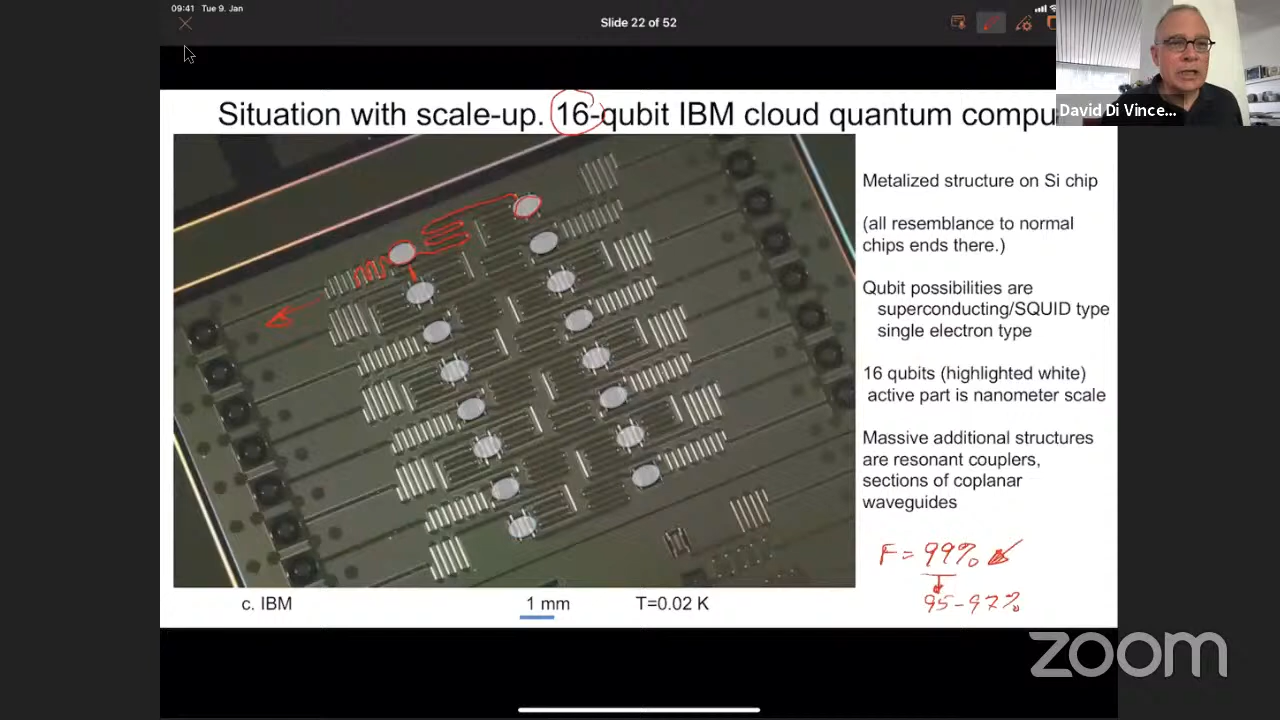 09:41 Tue 9. Jan
Slide 22 of 52
David Di Vince...
Situation with scale-up. 16-qubit IBM cloud quantum compu
Metalized structure on Si chip
(all resemblance to normal
chips ends there.)
Qubit possibilities are
superconducting/SQUID type
single electron type
16 qubits (highlighted white)
active part is nanometer scale
Massive additional structures
are resonant couplers,
sections of coplanar
waveguides
F = 99%
95-97%
c. IBM 1 mm T=0.02 K
zoom